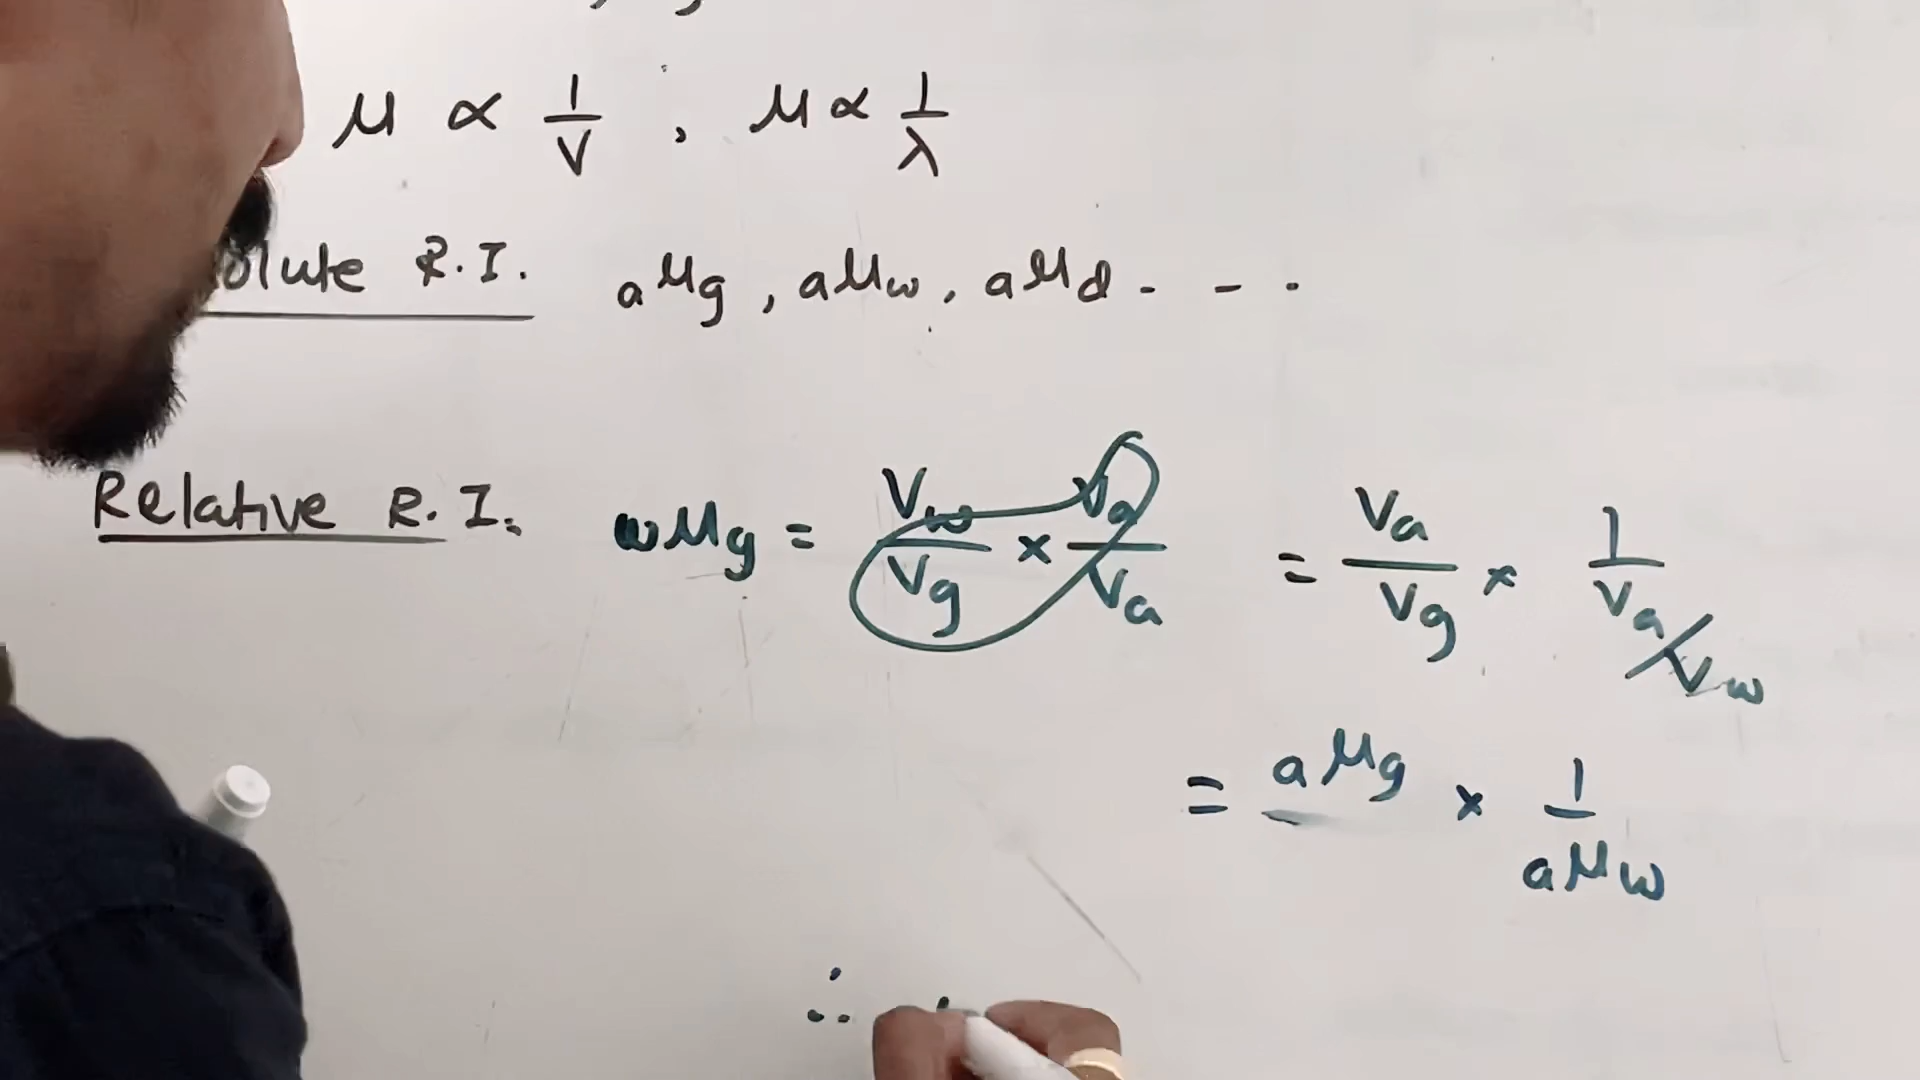 μ ∝ 1/V , μ ∝ 1/λ
olute R.I. aμg , aμw , aμd - - -
Relative R.I. wμg = Vw/Vg × Va/Va = Va/Vg × 1/(Va/Vw)
= aμg × 1/aμw
∴